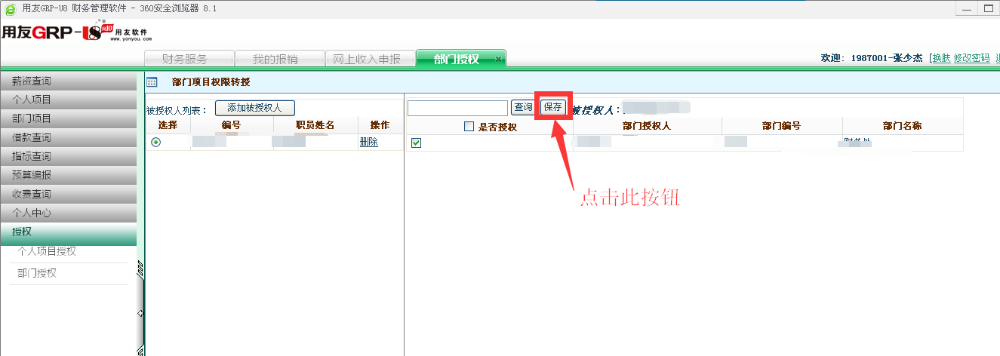 用友GRP-U8 财务管理软件 - 360安全浏览器 8.1
用友GRP-U8 R10 用友软件
www.yonyou.com
财务服务 我的报销 网上收入申报 部门授权 ×
欢迎: 1987001-张少杰 [换肤 修改密码
薪资查询
个人项目
部门项目
借款查询
指标查询
预算编报
收费查询
个人中心
授权
个人项目授权
部门授权
部门项目权限转授
被授权人列表: 添加被授权人
选择 编号 职员姓名 操作
删除
查询 保存 被授权人:
是否授权 部门授权人 部门编号 部门名称
财务处
点击此按钮